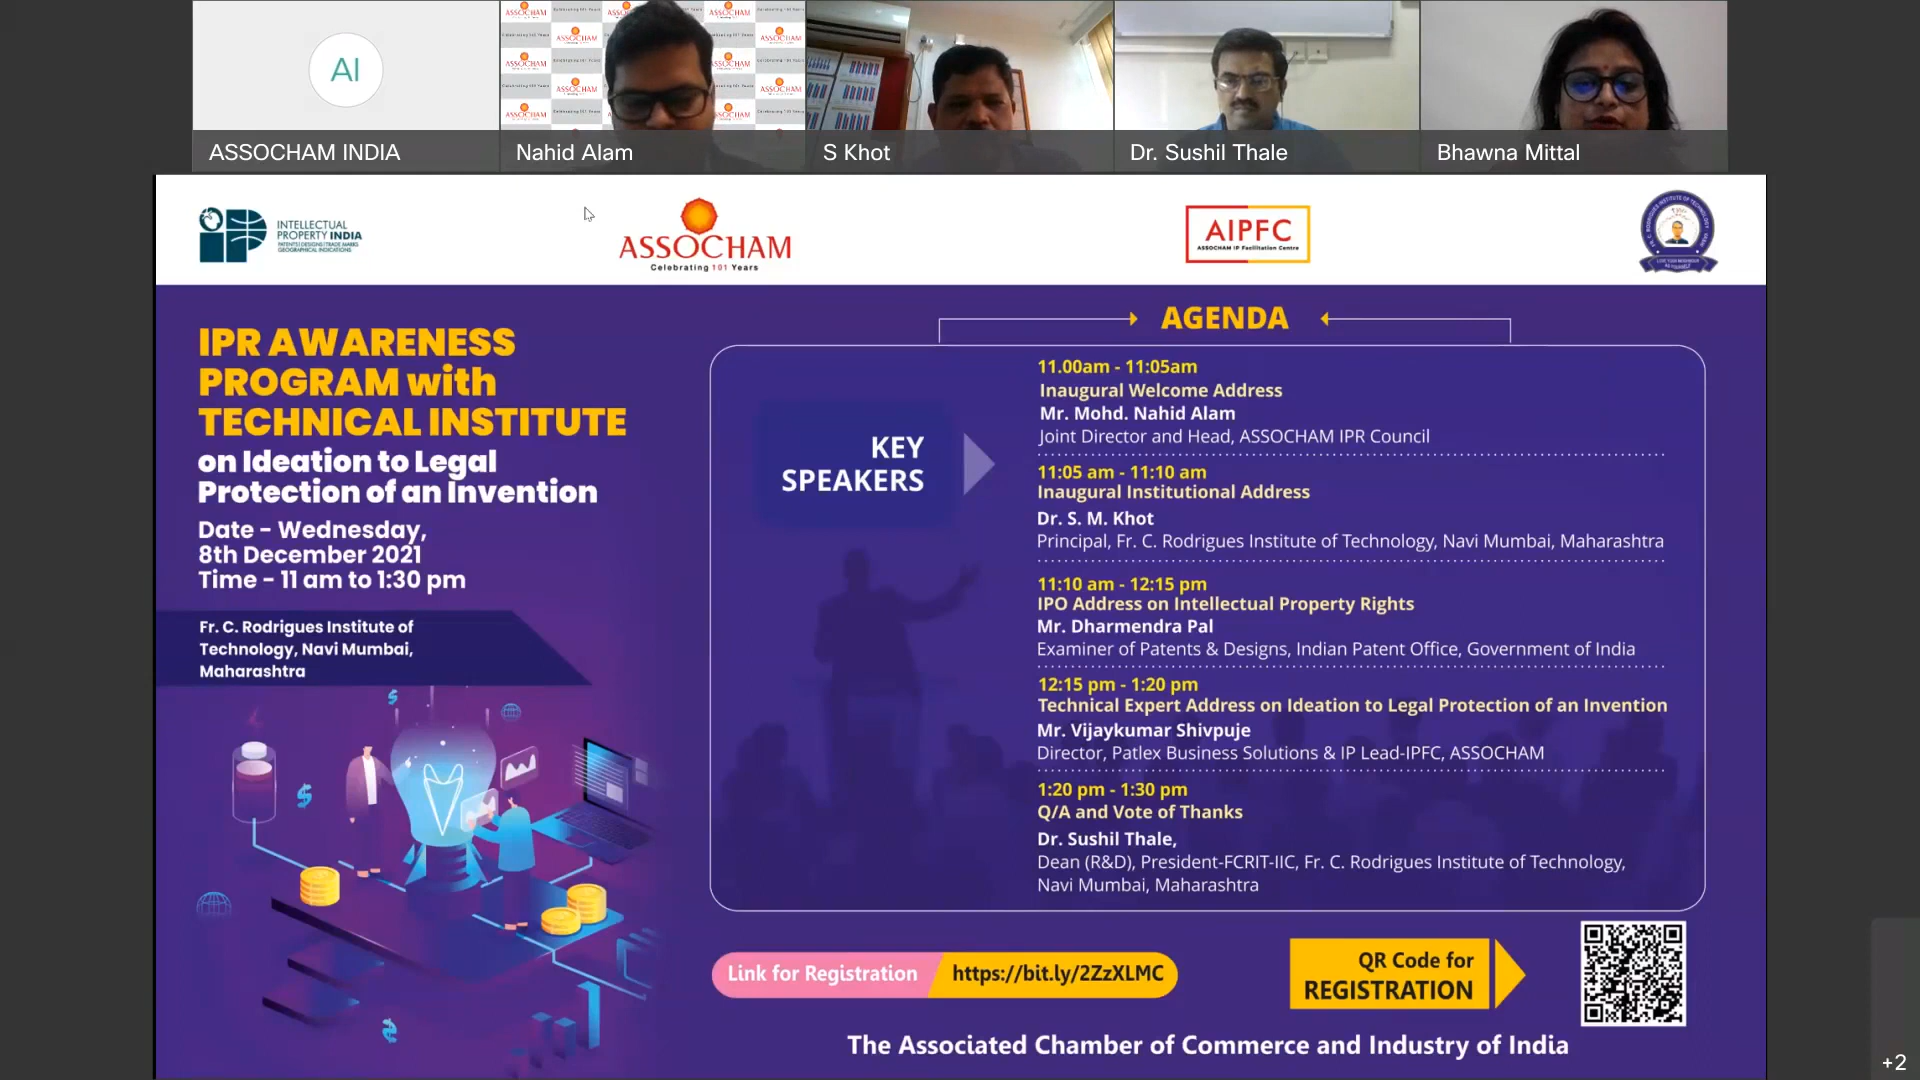 AI
ASSOCHAM INDIA
Nahid Alam
S Khot
Dr. Sushil Thale
Bhawna Mittal
INTELLECTUAL
PROPERTY INDIA
PATENTS | DESIGNS | TRADE MARKS
GEOGRAPHICAL INDICATIONS
ASSOCHAM
Celebrating 101 Years
AIPFC
ASSOCHAM IP Facilitation Centre
IPR AWARENESS
PROGRAM with
TECHNICAL INSTITUTE
on Ideation to Legal
Protection of an Invention
Date - Wednesday,
8th December 2021
Time - 11 am to 1:30 pm
Fr. C. Rodrigues Institute of
Technology, Navi Mumbai,
Maharashtra
AGENDA
KEY
SPEAKERS
11.00am - 11:05am
Inaugural Welcome Address
Mr. Mohd. Nahid Alam
Joint Director and Head, ASSOCHAM IPR Council
11:05 am - 11:10 am
Inaugural Institutional Address
Dr. S. M. Khot
Principal, Fr. C. Rodrigues Institute of Technology, Navi Mumbai, Maharashtra
11:10 am - 12:15 pm
IPO Address on Intellectual Property Rights
Mr. Dharmendra Pal
Examiner of Patents & Designs, Indian Patent Office, Government of India
12:15 pm - 1:20 pm
Technical Expert Address on Ideation to Legal Protection of an Invention
Mr. Vijaykumar Shivpuje
Director, Patlex Business Solutions & IP Lead-IPFC, ASSOCHAM
1:20 pm - 1:30 pm
Q/A and Vote of Thanks
Dr. Sushil Thale,
Dean (R&D), President-FCRIT-IIC, Fr. C. Rodrigues Institute of Technology,
Navi Mumbai, Maharashtra
Link for Registration https://bit.ly/2ZzXLMC
QR Code for
REGISTRATION
The Associated Chamber of Commerce and Industry of India
+2